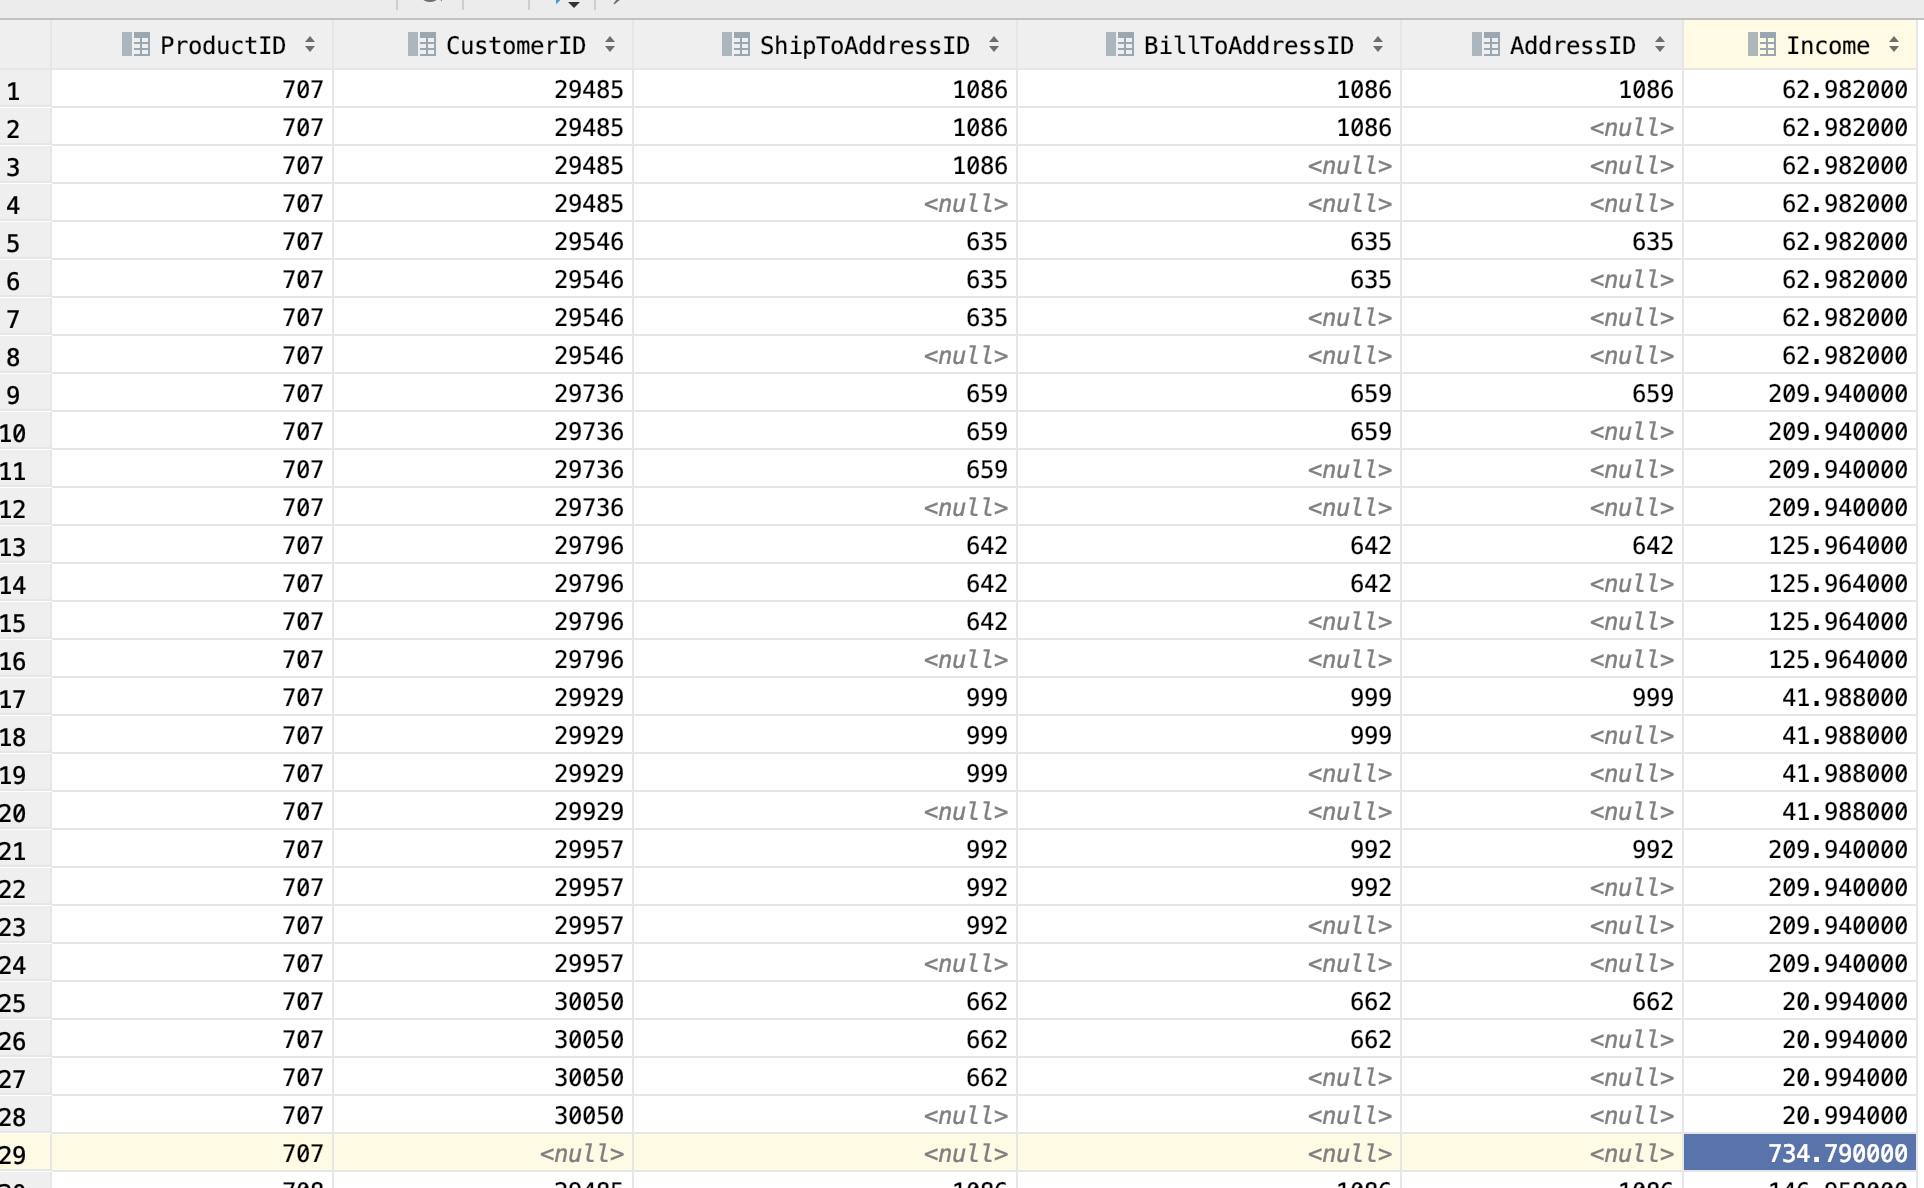 ProductID CustomerID ShipToAddressID BillToAddressID AddressID Income
1 707 29485 1086 1086 1086 62.982000
2 707 29485 1086 1086 <null> 62.982000
3 707 29485 1086 <null> <null> 62.982000
4 707 29485 <null> <null> <null> 62.982000
5 707 29546 635 635 635 62.982000
6 707 29546 635 635 <null> 62.982000
7 707 29546 635 <null> <null> 62.982000
8 707 29546 <null> <null> <null> 62.982000
9 707 29736 659 659 659 209.940000
10 707 29736 659 659 <null> 209.940000
11 707 29736 659 <null> <null> 209.940000
12 707 29736 <null> <null> <null> 209.940000
13 707 29796 642 642 642 125.964000
14 707 29796 642 642 <null> 125.964000
15 707 29796 642 <null> <null> 125.964000
16 707 29796 <null> <null> <null> 125.964000
17 707 29929 999 999 999 41.988000
18 707 29929 999 999 <null> 41.988000
19 707 29929 999 <null> <null> 41.988000
20 707 29929 <null> <null> <null> 41.988000
21 707 29957 992 992 992 209.940000
22 707 29957 992 992 <null> 209.940000
23 707 29957 992 <null> <null> 209.940000
24 707 29957 <null> <null> <null> 209.940000
25 707 30050 662 662 662 20.994000
26 707 30050 662 662 <null> 20.994000
27 707 30050 662 <null> <null> 20.994000
28 707 30050 <null> <null> <null> 20.994000
29 707 <null> <null> <null> <null> 734.790000